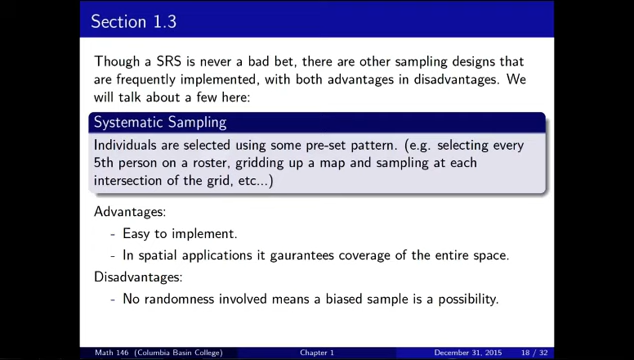 Section 1.3
Though a SRS is never a bad bet, there are other sampling designs that
are frequently implemented, with both advantages in disadvantages. We
will talk about a few here:
Systematic Sampling
Individuals are selected using some pre-set pattern. (e.g. selecting every
5th person on a roster, gridding up a map and sampling at each
intersection of the grid, etc...)
Advantages:
- Easy to implement.
- In spatial applications it gaurantees coverage of the entire space.
Disadvantages:
- No randomness involved means a biased sample is a possibility.
Math 146 (Columbia Basin College) Chapter 1 December 31, 2015 18 / 32